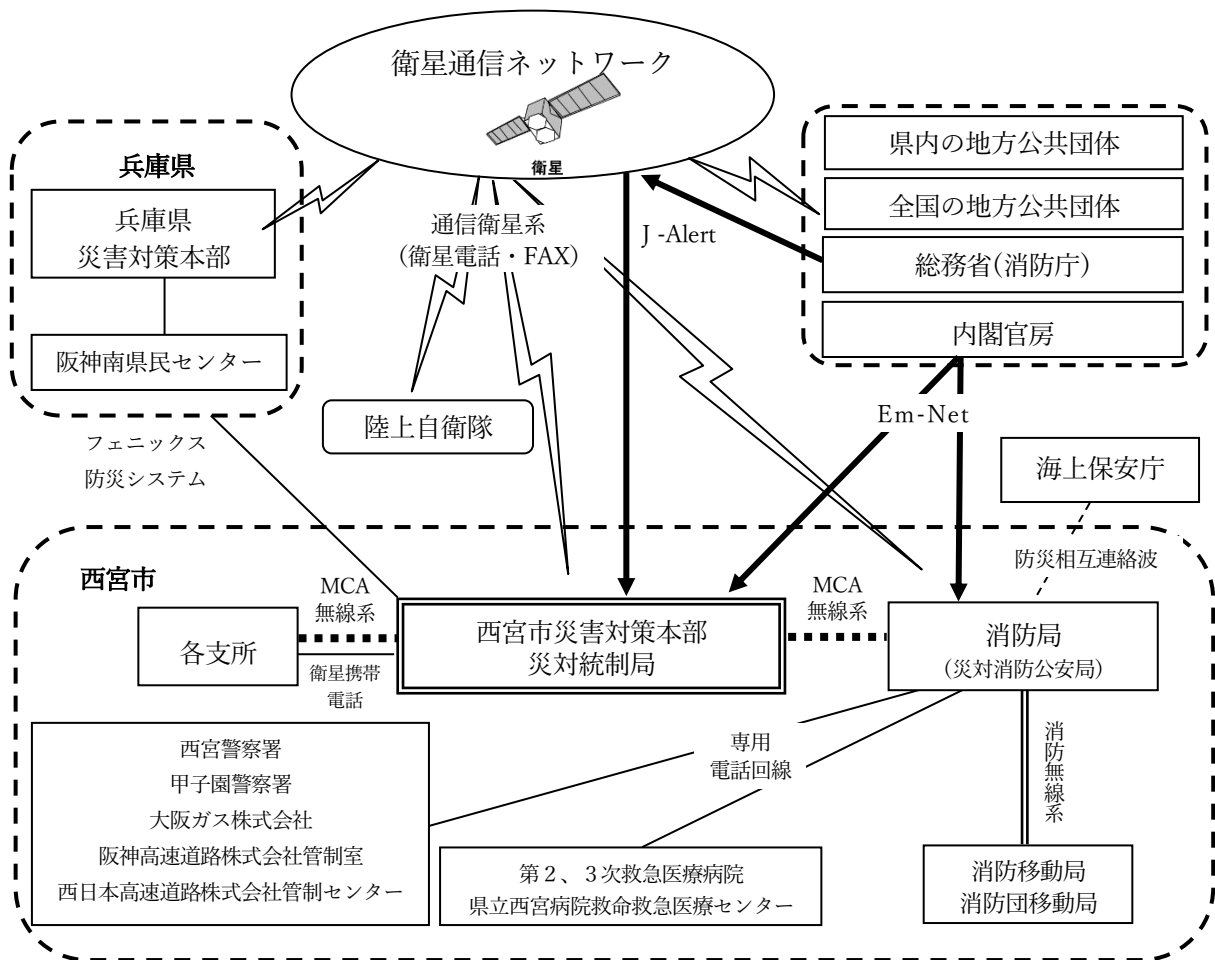 衛星通信ネットワーク
衛星
兵庫県
兵庫県
災害対策本部
阪神南県民センター
通信衛星系
(衛星電話・FAX)
J -Alert
県内の地方公共団体
全国の地方公共団体
総務省(消防庁)
内閣官房
Em-Net
陸上自衛隊
フェニックス
防災システム
海上保安庁
防災相互連絡波
西宮市
MCA
無線系
各支所
衛星携帯
電話
西宮市災害対策本部
災対統制局
MCA
無線系
消防局
(災対消防公安局)
専用
電話回線
消防無線系
西宮警察署
甲子園警察署
大阪ガス株式会社
阪神高速道路株式会社管制室
西日本高速道路株式会社管制センター
第2、3次救急医療病院
県立西宮病院救命救急医療センター
消防移動局
消防団移動局